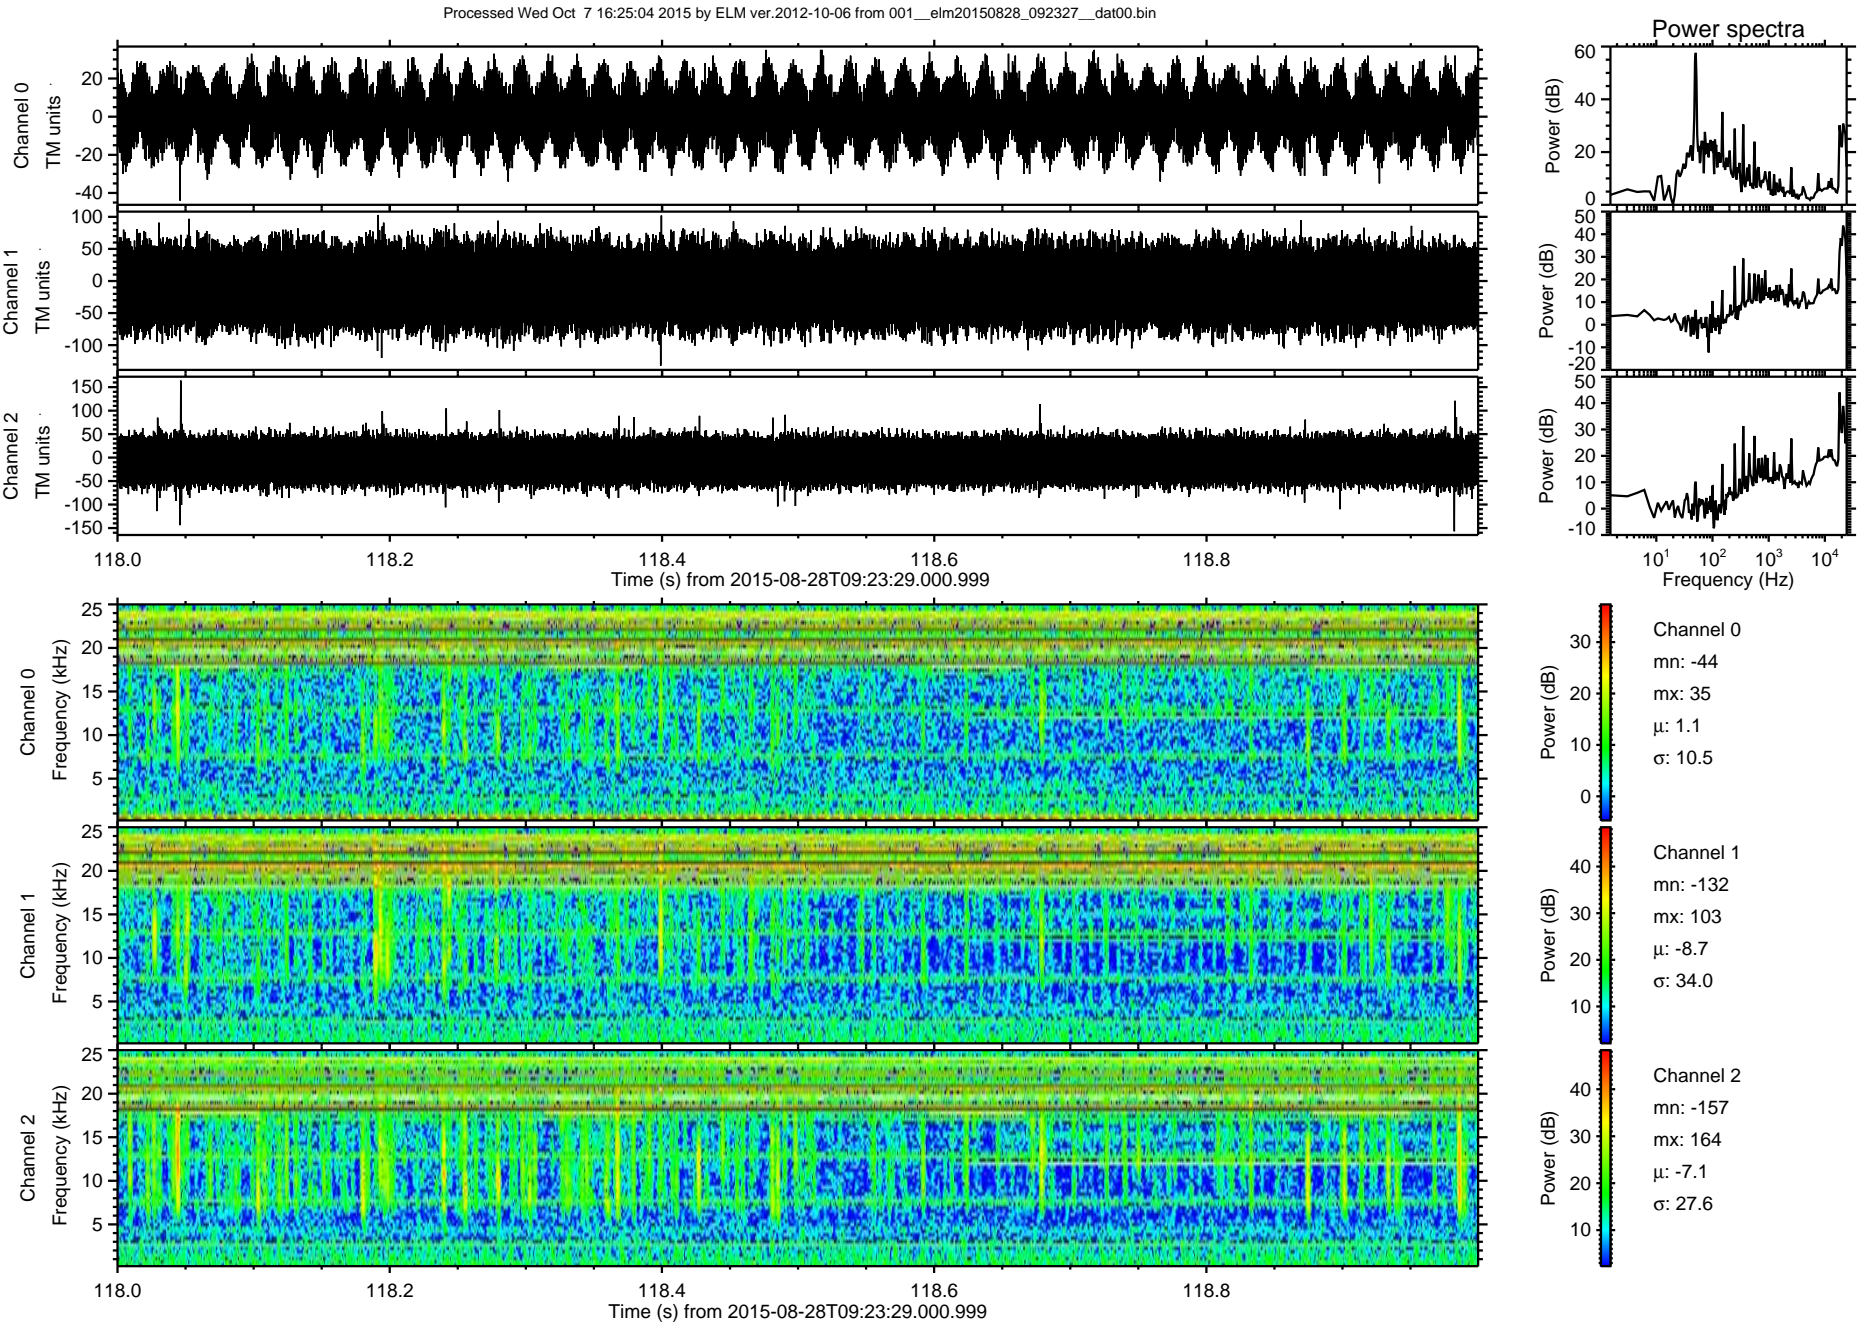 Processed Wed Oct  7 16:25:04 2015 by ELM ver.2012-10-06 from 001__elm20150828_092327__dat00.bin
Power spectra
Channel 0
TM units
20
0
-20
-40
Power (dB)
60
40
20
0
Channel 1
TM units
100
50
0
-50
-100
Power (dB)
50
40
30
20
10
0
-10
-20
Channel 2
TM units
150
100
50
0
-50
-100
-150
Power (dB)
50
40
30
20
10
0
-10
118.0 118.2 118.4 118.6 118.8
Time (s) from 2015-08-28T09:23:29.000.999
10^1 10^2 10^3 10^4
Frequency (Hz)
Channel 0
Frequency (kHz)
25
20
15
10
5
Power (dB)
30
20
10
0
Channel 0
mn: -44
mx: 35
μ: 1.1
σ: 10.5
Channel 1
Frequency (kHz)
25
20
15
10
5
Power (dB)
40
30
20
10
Channel 1
mn: -132
mx: 103
μ: -8.7
σ: 34.0
Channel 2
Frequency (kHz)
25
20
15
10
5
Power (dB)
40
30
20
10
Channel 2
mn: -157
mx: 164
μ: -7.1
σ: 27.6
118.0 118.2 118.4 118.6 118.8
Time (s) from 2015-08-28T09:23:29.000.999